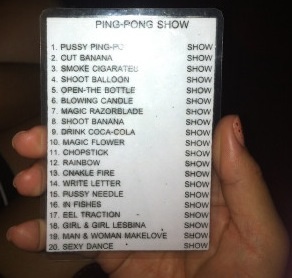 PING-PONG SHOW
1. PUSSY PING-PO SHOW
2. CUT BANANA SHOW
3. SMOKE CIGARATES SHOW
4. SHOOT BALLOON SHOW
5. OPEN-THE BOTTLE SHOW
6. BLOWING CANDLE SHOW
7. MAGIC RAZORBLADE SHOW
8. SHOOT BANANA SHOW
9. DRINK COCA-COLA SHOW
10. MAGIC FLOWER SHOW
11. CHOPSTICK SHOW
12. RAINBOW SHOW
13. CNAKLE FIRE SHOW
14. WRITE LETTER SHOW
15. PUSSY NEEDLE SHOW
16. IN FISHES SHOW
17. EEL TRACTION SHOW
18. GIRL & GIRL LESBINA SHOW
19. MAN & WOMAN MAKELOVE SHOW
20. SEXY DANCE SHOW